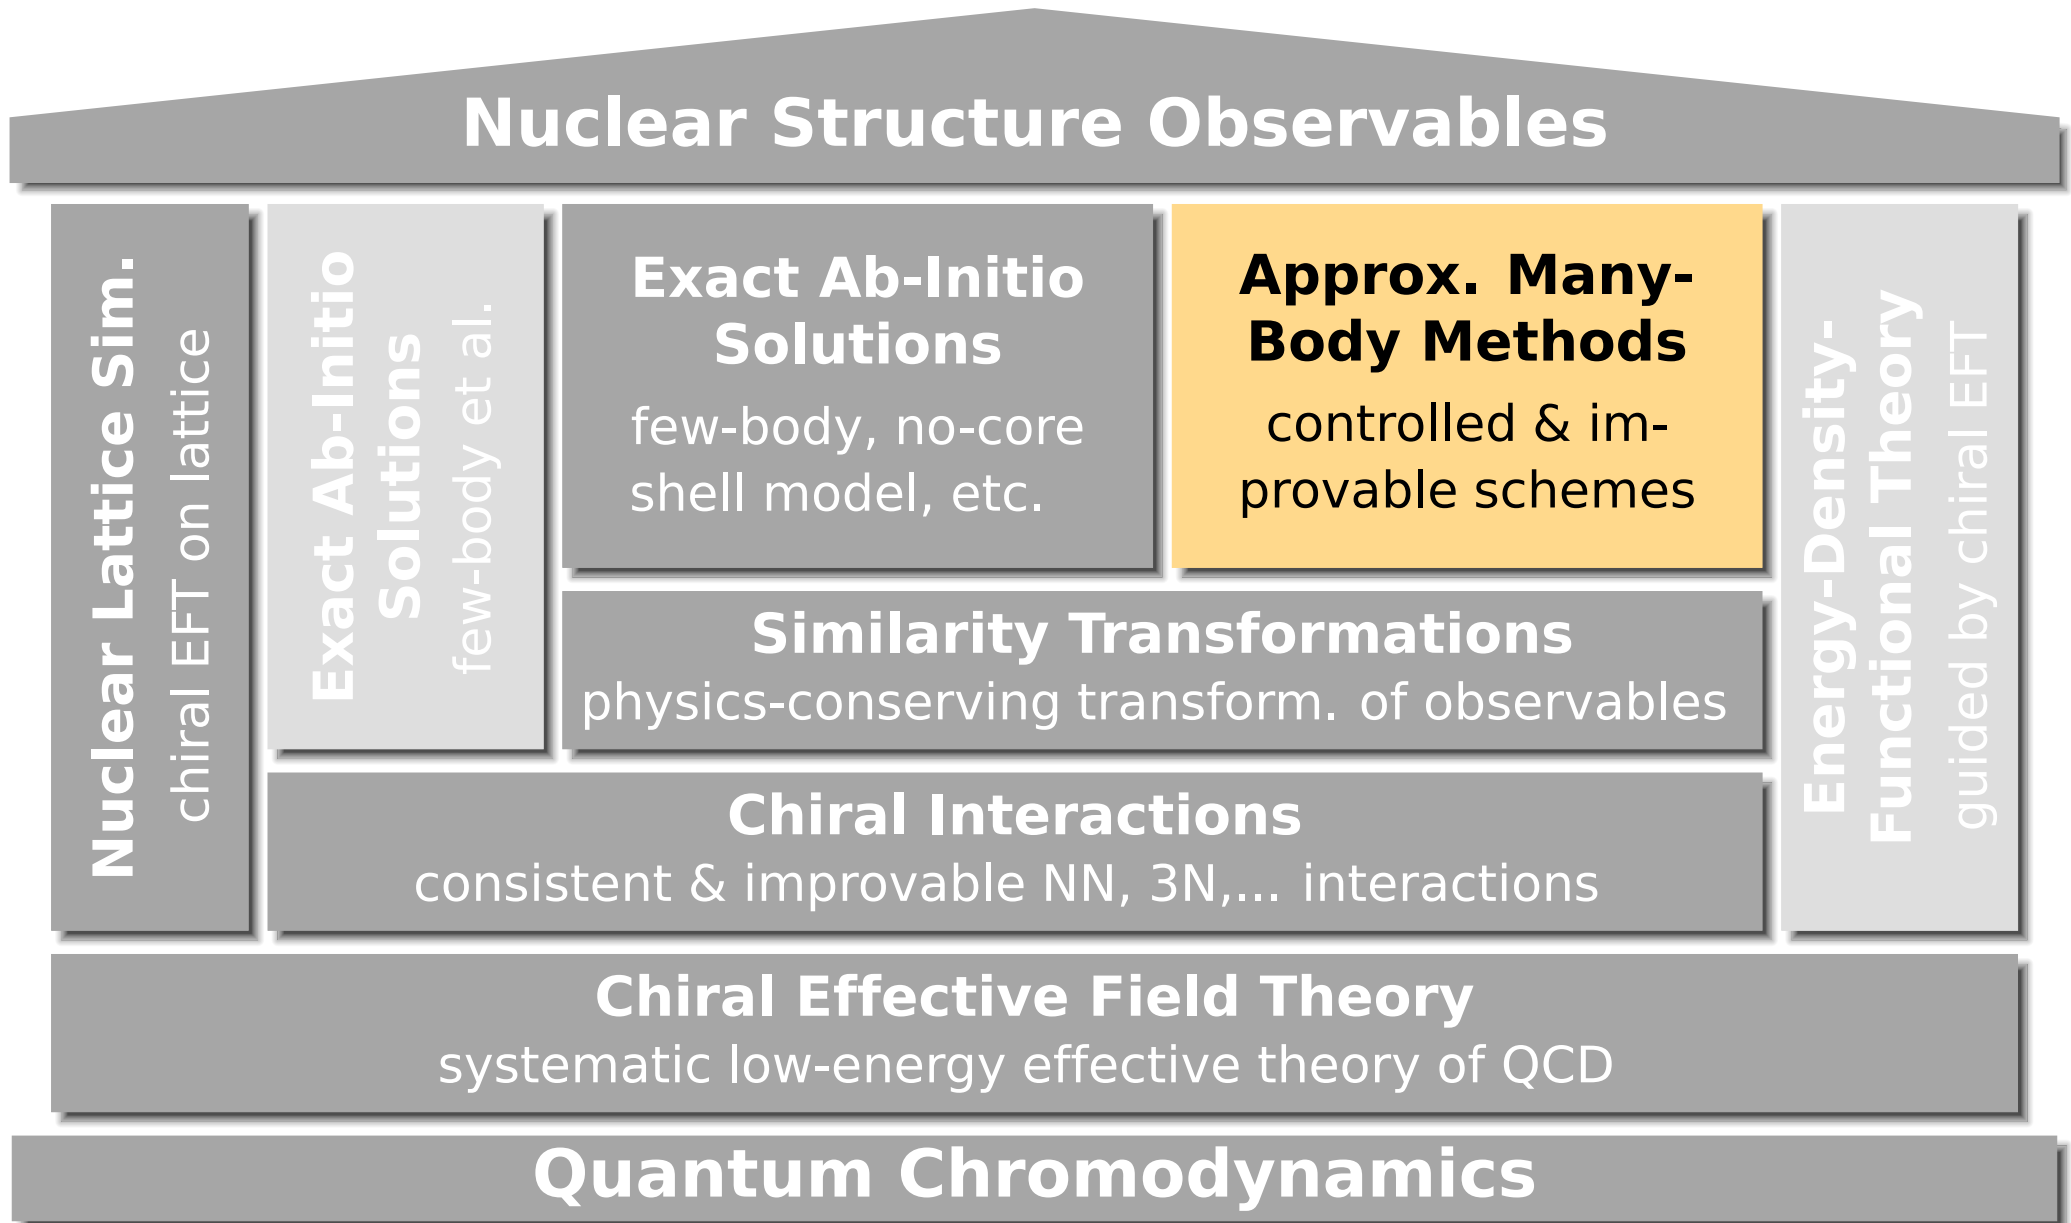 Nuclear Structure Observables
Nuclear Lattice Sim.
chiral EFT on lattice
Exact Ab-Initio
Solutions
few-body et al.
Exact Ab-Initio
Solutions
few-body, no-core
shell model, etc.
Approx. Many-
Body Methods
controlled & im-
provable schemes
Energy-Density-
Functional Theory
guided by chiral EFT
Similarity Transformations
physics-conserving transform. of observables
Chiral Interactions
consistent & improvable NN, 3N,... interactions
Chiral Effective Field Theory
systematic low-energy effective theory of QCD
Quantum Chromodynamics